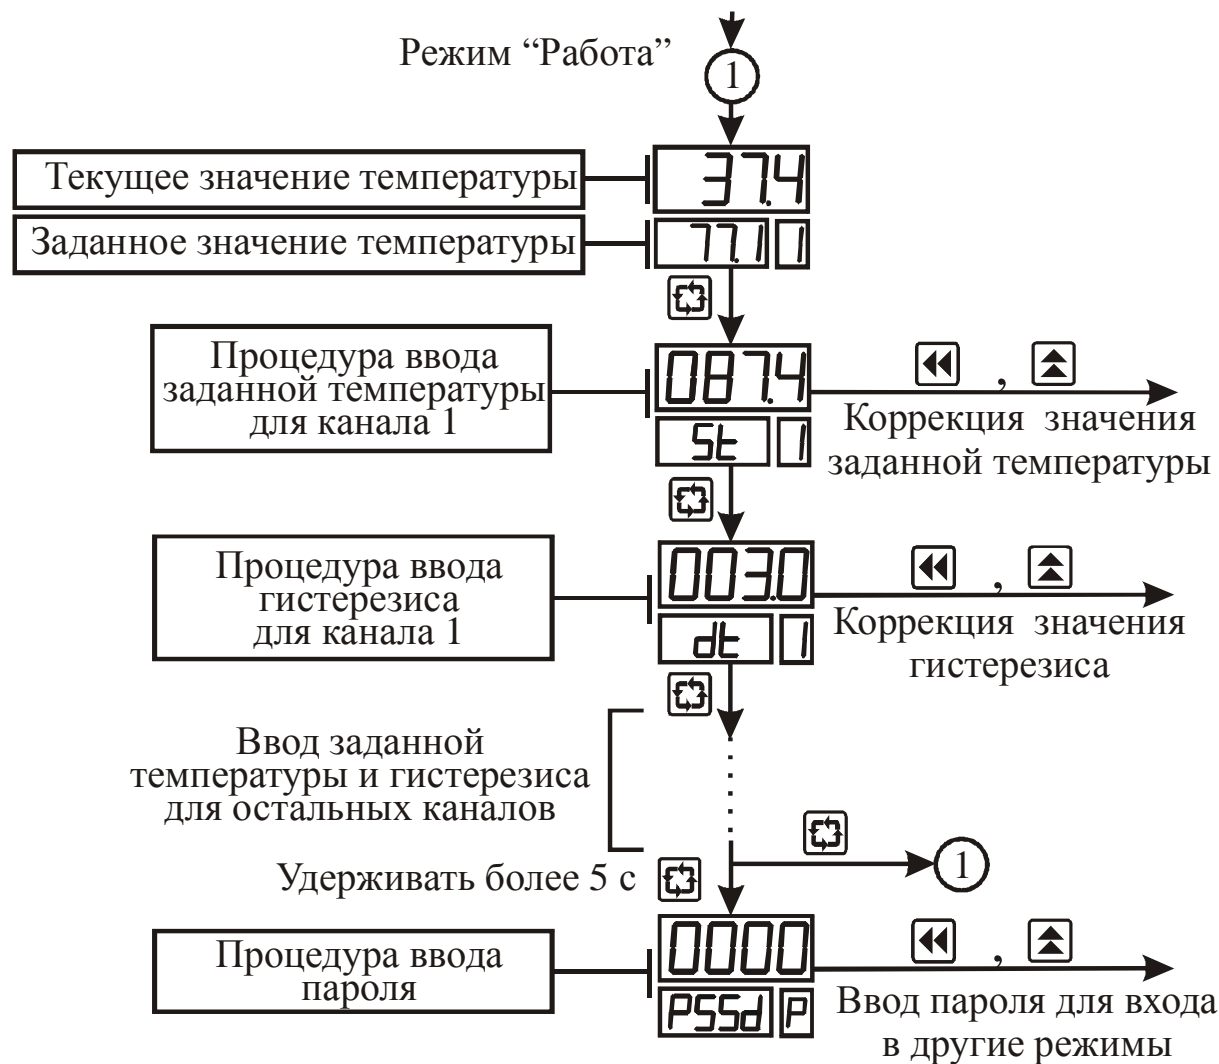 Режим “Работа”
1
Текущее значение температуры
37.4
Заданное значение температуры
77.1 1
Процедура ввода
заданной температуры
для канала 1
087.4
St 1
,
Коррекция значения
заданной температуры
Процедура ввода
гистерезиса
для канала 1
003.0
dt 1
,
Коррекция значения
гистерезиса
Ввод заданной
температуры и гистерезиса
для остальных каналов
1
Удерживать более 5 с
Процедура ввода
пароля
0000
PSSd P
,
Ввод пароля для входа
в другие режимы